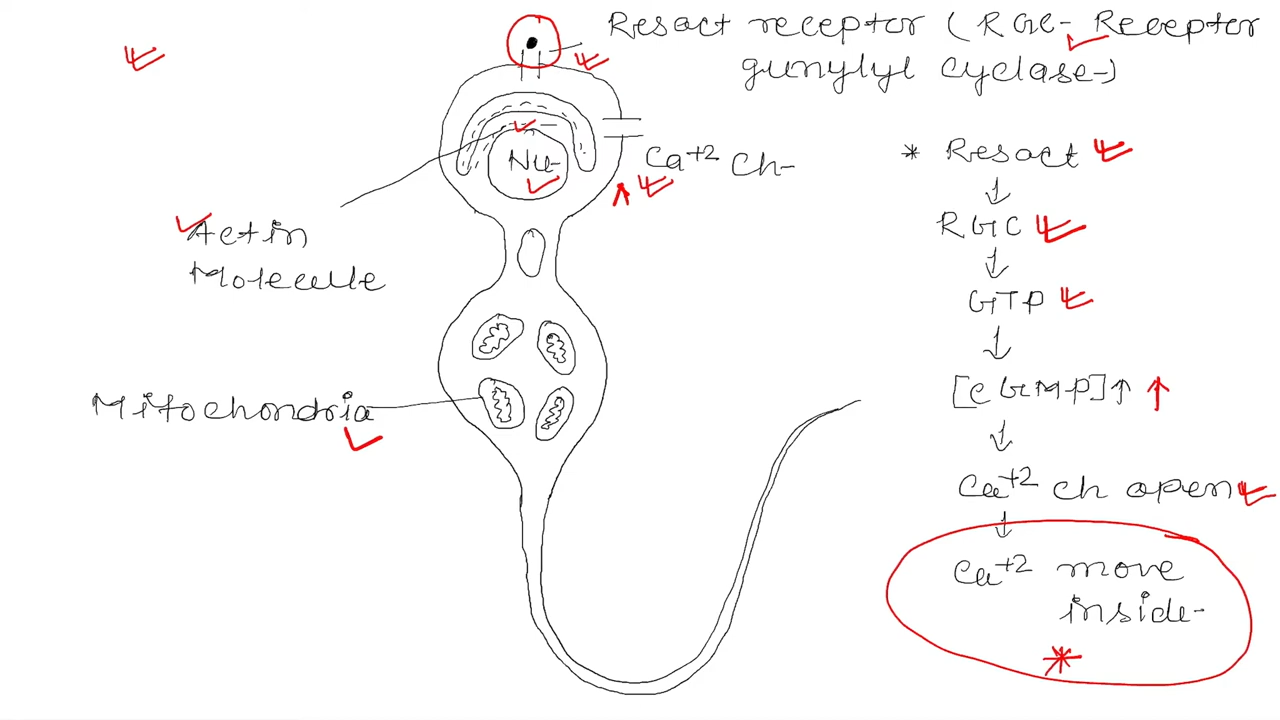 Resact receptor (RGC- Receptor
gunylyl cyclase-)
* Resact
Nu-
Ca+2 Ch-
RGC
Actin
Molecule
GTP
[cGMP]↑
Mitochondria
Ca+2 ch open
Ca+2 move
inside-